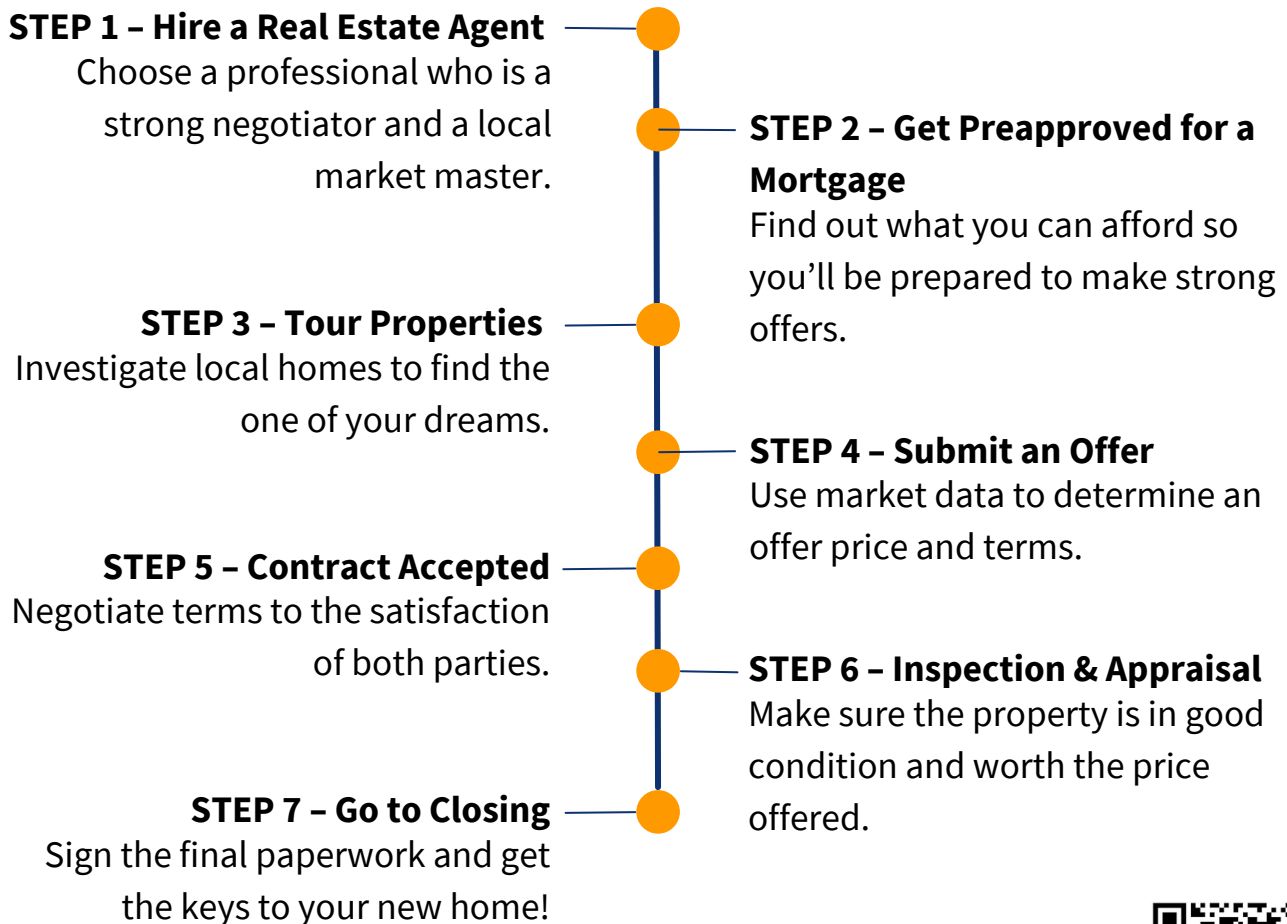 STEP 1 – Hire a Real Estate Agent
Choose a professional who is a
strong negotiator and a local
market master.
STEP 2 – Get Preapproved for a
Mortgage
Find out what you can afford so
you’ll be prepared to make strong
offers.
STEP 3 – Tour Properties
Investigate local homes to find the
one of your dreams.
STEP 4 – Submit an Offer
Use market data to determine an
offer price and terms.
STEP 5 – Contract Accepted
Negotiate terms to the satisfaction
of both parties.
STEP 6 – Inspection & Appraisal
Make sure the property is in good
condition and worth the price
offered.
STEP 7 – Go to Closing
Sign the final paperwork and get
the keys to your new home!